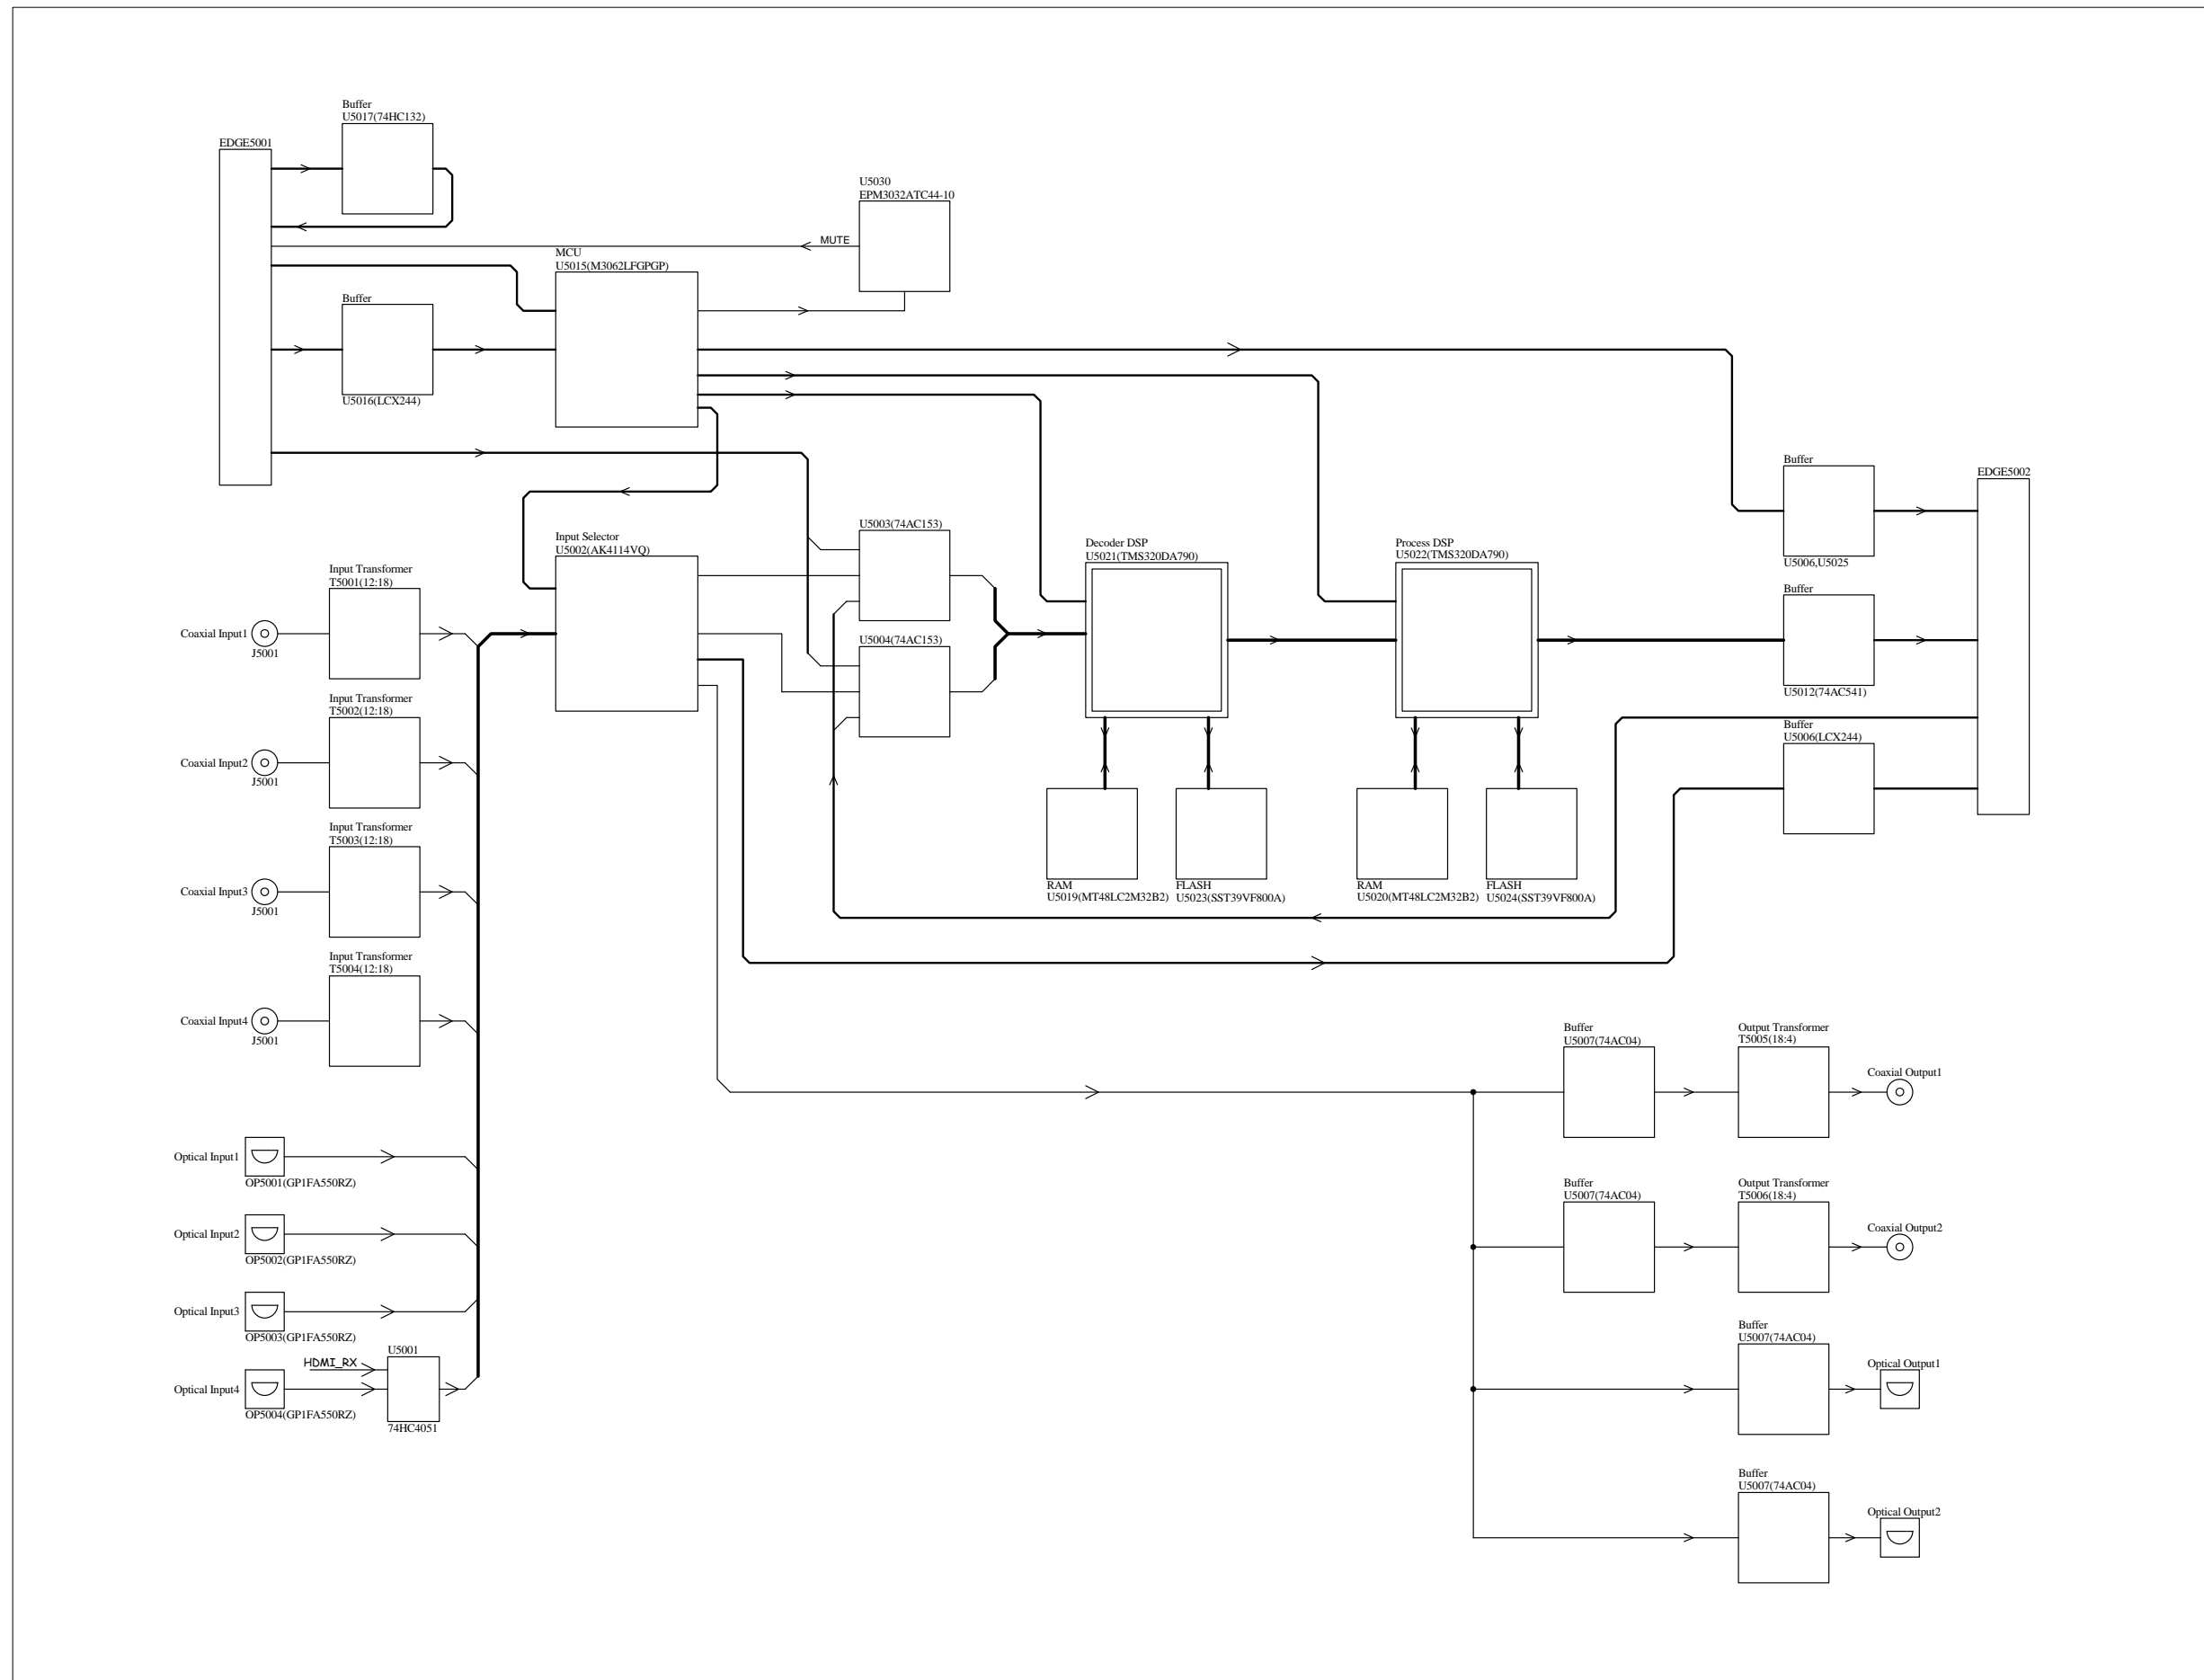 Buffer
U5017(74HC132)
EDGE5001
U5030
EPM3032ATC44-10
MUTE
MCU
U5015(M3062LFGPGP)
Buffer
U5016(LCX244)
Buffer
U5006,U5025
EDGE5002
Input Selector
U5002(AK4114VQ)
U5003(74AC153)
U5004(74AC153)
Decoder DSP
U5021(TMS320DA790)
Process DSP
U5022(TMS320DA790)
Buffer
U5012(74AC541)
Buffer
U5006(LCX244)
RAM
U5019(MT48LC2M32B2)
FLASH
U5023(SST39VF800A)
RAM
U5020(MT48LC2M32B2)
FLASH
U5024(SST39VF800A)
Input Transformer
T5001(12:18)
Coaxial Input1
J5001
Input Transformer
T5002(12:18)
Coaxial Input2
J5001
Input Transformer
T5003(12:18)
Coaxial Input3
J5001
Input Transformer
T5004(12:18)
Coaxial Input4
J5001
Optical Input1
OP5001(GP1FA550RZ)
Optical Input2
OP5002(GP1FA550RZ)
Optical Input3
OP5003(GP1FA550RZ)
HDMI_RX
U5001
Optical Input4
OP5004(GP1FA550RZ)
74HC4051
Buffer
U5007(74AC04)
Output Transformer
T5005(18:4)
Coaxial Output1
Buffer
U5007(74AC04)
Output Transformer
T5006(18:4)
Coaxial Output2
Buffer
U5007(74AC04)
Optical Output1
Buffer
U5007(74AC04)
Optical Output2